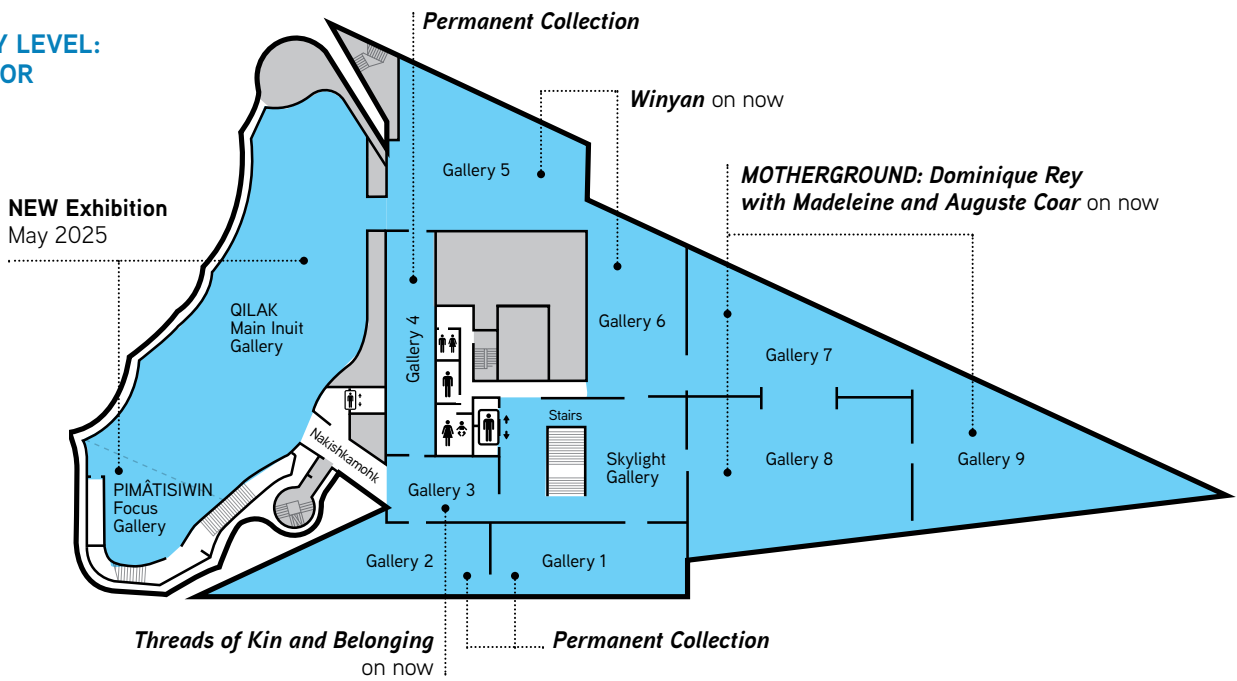 Y LEVEL:
OR
Permanent Collection
Winyan on now
MOTHERGROUND: Dominique Rey
with Madeleine and Auguste Coar on now
NEW Exhibition
May 2025
Gallery 5
QILAK
Main Inuit
Gallery
Gallery 4
Gallery 6
Gallery 7
Stairs
Skylight
Gallery
Gallery 8
Gallery 9
Nakishkamohk
PIMÂTISIWIN
Focus
Gallery
Gallery 3
Gallery 2
Gallery 1
Threads of Kin and Belonging
on now
Permanent Collection